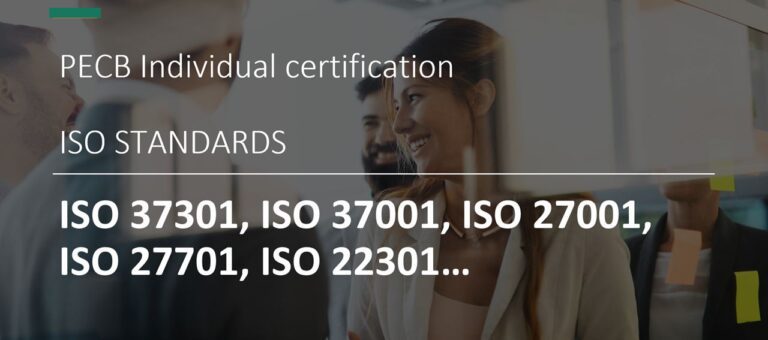 PECB Individual certification
ISO STANDARDS
ISO 37301, ISO 37001, ISO 27001,
ISO 27701, ISO 22301...